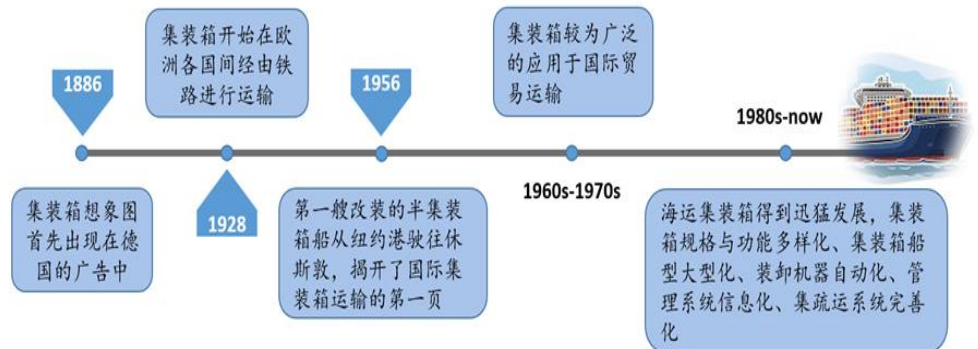 1886
集装箱想象图
首先出现在德
国的广告中
集装箱开始在欧
洲各国间经由铁
路进行运输
1928
1956
第一艘改装的半集装
箱船从纽约港驶往休
斯敦，揭开了国际集
装箱运输的第一页
集装箱较为广泛
的应用于国际贸
易运输
1960s-1970s
1980s-now
海运集装箱得到迅猛发展，集装
箱规格与功能多样化、集装箱船
型大型化、装卸机器自动化、管
理系统信息化、集疏运系统完善
化